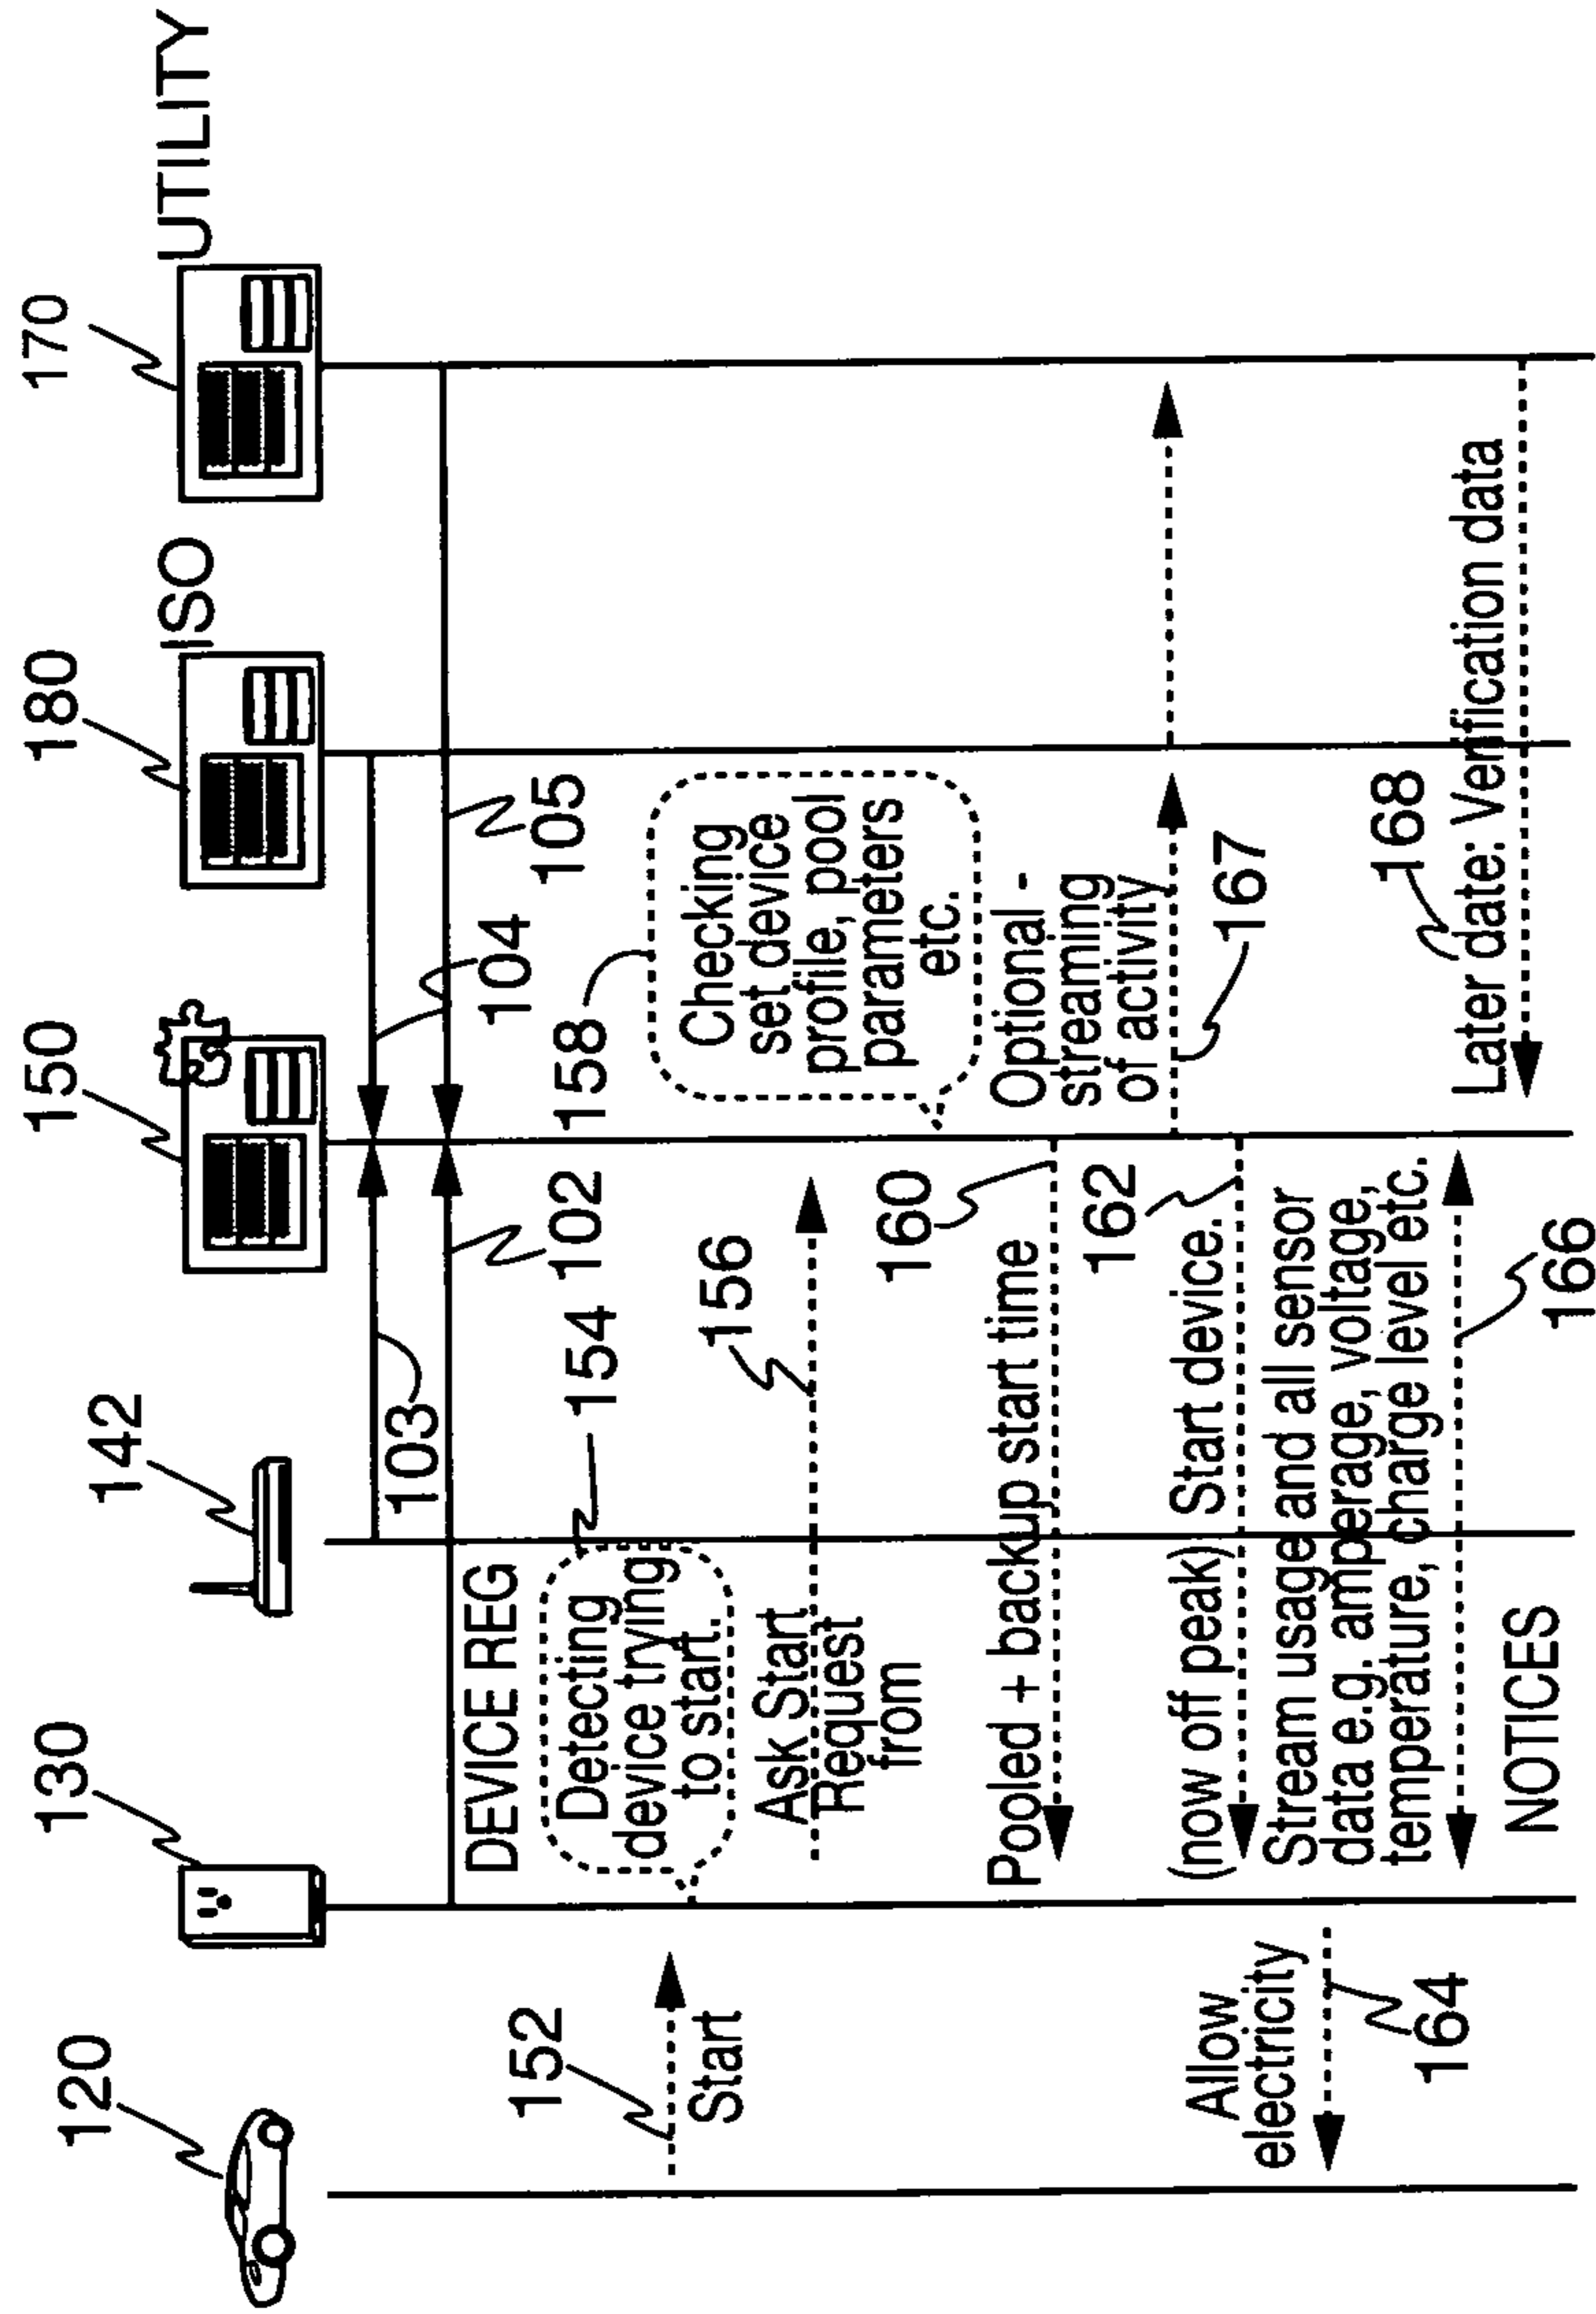 120
130
142
150
180
ISO
170
UTILITY
103
104
102
105
DEVICE REG
152
Start
154
Detecting
device trying
to start.
156
Ask Start
Request
from
158
Checking
set device
profile, pool
parameters
etc.
160
Pooled + backup start time
162
(now off peak) Start device.
Optional -
streaming
of activity
167
Allow
electricity
164
Stream usage and all sensor
data e.g. amperage, voltage,
temperature, charge level etc.
166
NOTICES
168
Later date: Verification data